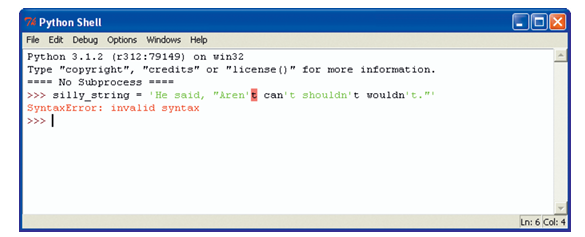 Python Shell
File Edit Debug Options Windows Help
Python 3.1.2 (r312:79149) on win32
Type "copyright", "credits" or "license()" for more information.
==== No Subprocess ====
>>> silly_string = 'He said, "Aren't can't shouldn't wouldn't."'
SyntaxError: invalid syntax
>>>
Ln: 6 Col: 4